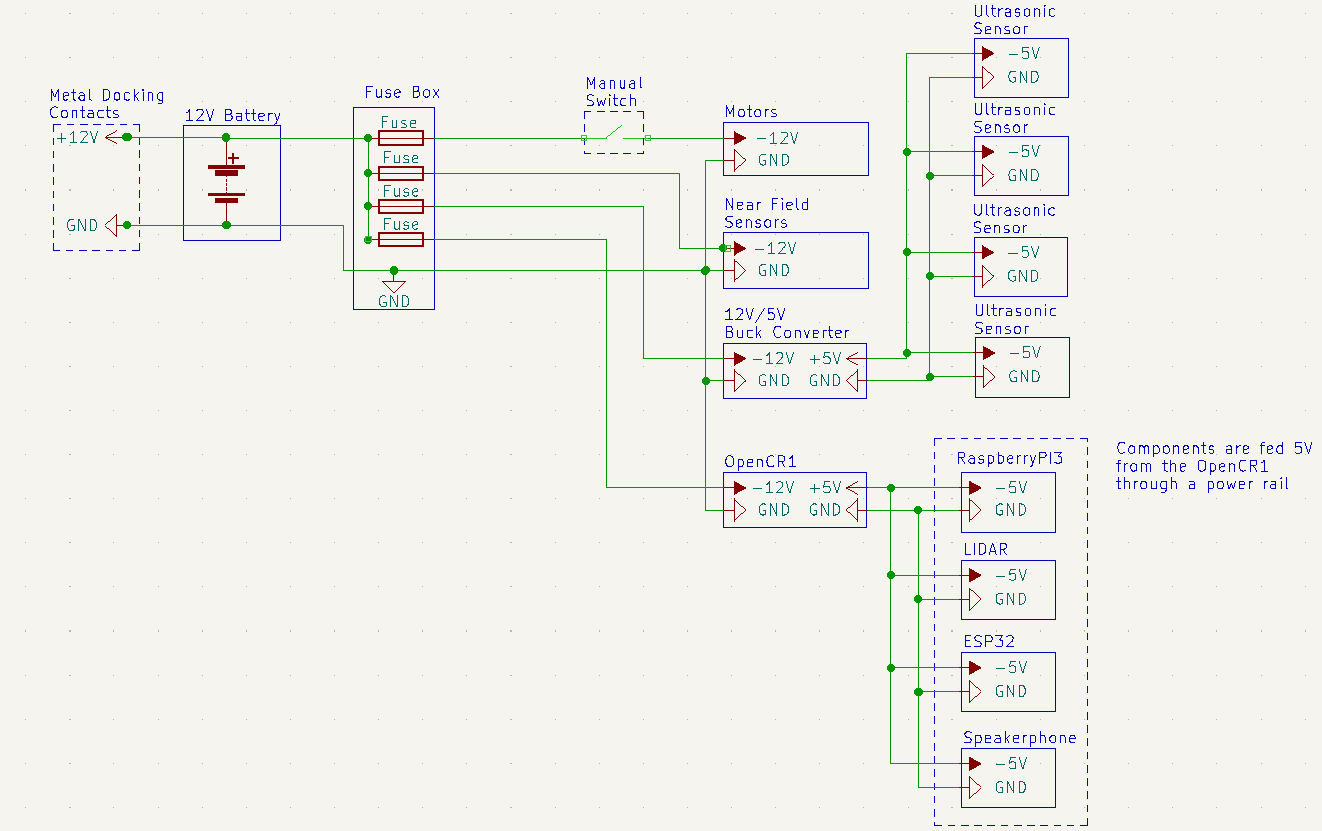 Metal Docking
Contacts
+12V
GND
12V Battery
+
Fuse Box
Fuse
Fuse
Fuse
Fuse
GND
Manual
Switch
Motors
-12V
GND
Near Field
Sensors
-12V
GND
12V/5V
Buck Converter
-12V +5V
GND GND
OpenCR1
-12V +5V
GND GND
Ultrasonic
Sensor
-5V
GND
Ultrasonic
Sensor
-5V
GND
Ultrasonic
Sensor
-5V
GND
Ultrasonic
Sensor
-5V
GND
RaspberryPI3
-5V
GND
LIDAR
-5V
GND
ESP32
-5V
GND
Speakerphone
-5V
GND
Components are fed 5V
from the OpenCR1
through a power rail